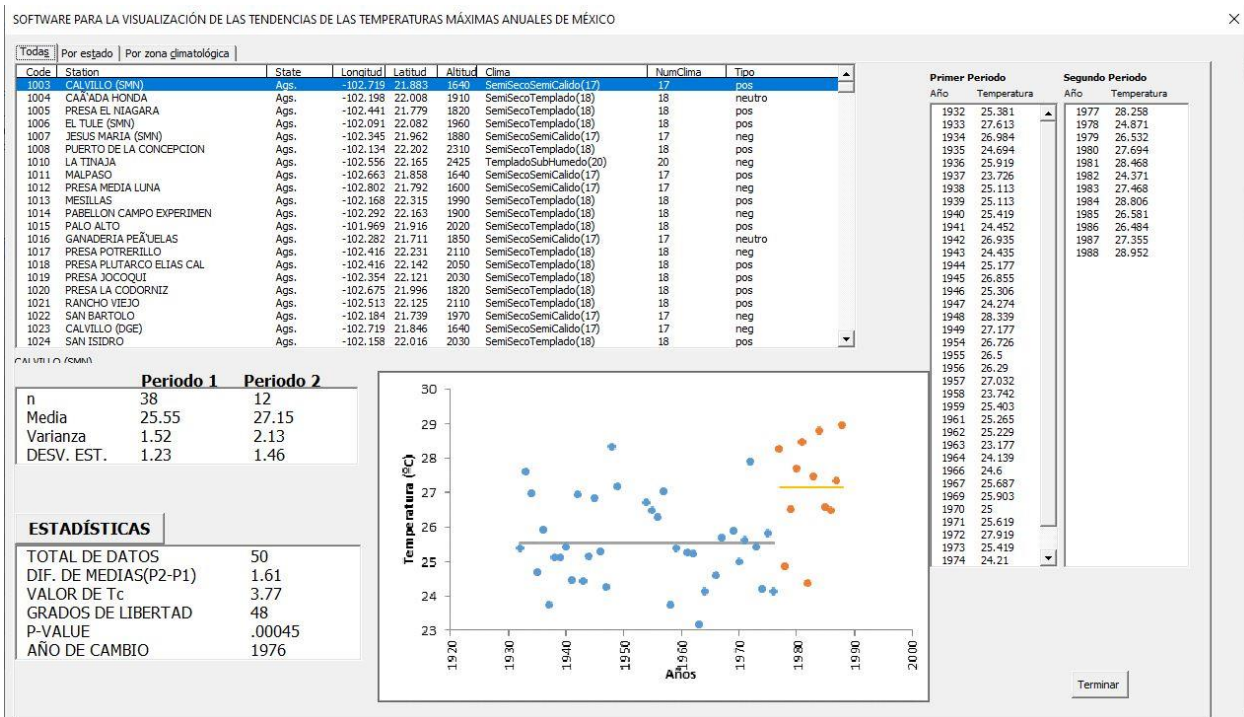 SOFTWARE PARA LA VISUALIZACIÓN DE LAS TENDENCIAS DE LAS TEMPERATURAS MÁXIMAS ANUALES DE MÉXICO
Todas Por estado Por zona climatológica
Code Station State Longitud Latitud Altitud Clima NumClima Tipo
1003 CALVILLO (SMN) Ags. -102.719 21.883 1640 SemiSecoSemiCalido(17) 17 pos
1004 CAÃ'ADA HONDA Ags. -102.198 22.008 1910 SemiSecoTemplado(18) 18 neutro
1005 PRESA EL NIAGARA Ags. -102.441 21.779 1820 SemiSecoTemplado(18) 18 pos
1006 EL TULE (SMN) Ags. -102.091 22.082 1960 SemiSecoTemplado(18) 18 pos
1007 JESUS MARIA (SMN) Ags. -102.345 21.962 1880 SemiSecoSemiCalido(17) 17 neg
1008 PUERTO DE LA CONCEPCION Ags. -102.134 22.202 2310 SemiSecoTemplado(18) 18 pos
1010 LA TINAJA Ags. -102.556 22.165 2425 TempladoSubHumedo(20) 20 neg
1011 MALPASO Ags. -102.663 21.858 1640 SemiSecoSemiCalido(17) 17 pos
1012 PRESA MEDIA LUNA Ags. -102.802 21.792 1600 SemiSecoSemiCalido(17) 17 neg
1013 MESILLAS Ags. -102.168 22.315 1990 SemiSecoTemplado(18) 18 pos
1014 PABELLON CAMPO EXPERIMEN Ags. -102.292 22.163 1900 SemiSecoTemplado(18) 18 neg
1015 PALO ALTO Ags. -101.969 21.916 2020 SemiSecoTemplado(18) 18 pos
1016 GANADERIA PEÃ'UELAS Ags. -102.282 21.711 1850 SemiSecoSemiCalido(17) 17 neutro
1017 PRESA POTRERILLO Ags. -102.416 22.231 2110 SemiSecoTemplado(18) 18 neg
1018 PRESA PLUTARCO ELIAS CAL Ags. -102.416 22.142 2050 SemiSecoTemplado(18) 18 pos
1019 PRESA JOCOQUI Ags. -102.354 22.121 2030 SemiSecoTemplado(18) 18 pos
1020 PRESA LA CODORNIZ Ags. -102.675 21.996 1820 SemiSecoTemplado(18) 18 pos
1021 RANCHO VIEJO Ags. -102.513 22.125 2110 SemiSecoTemplado(18) 18 pos
1022 SAN BARTOLO Ags. -102.184 21.739 1970 SemiSecoSemiCalido(17) 17 neg
1023 CALVILLO (DGE) Ags. -102.719 21.846 1640 SemiSecoSemiCalido(17) 17 neg
1024 SAN ISIDRO Ags. -102.158 22.016 2030 SemiSecoTemplado(18) 18 pos
Primer Periodo
Año Temperatura
1932 25.381
1933 27.613
1934 26.984
1935 24.694
1936 25.919
1937 23.726
1938 25.113
1939 25.113
1940 25.419
1941 24.452
1942 26.935
1943 24.435
1944 25.177
1945 26.855
1946 25.306
1947 24.274
1948 28.339
1949 27.177
1954 26.726
1955 26.5
1956 26.29
1957 27.032
1958 23.742
1959 25.403
1961 25.265
1962 25.229
1963 23.177
1964 24.139
1966 24.6
1967 25.687
1969 25.903
1970 25
1971 25.619
1972 27.919
1973 25.419
1974 24.21
Segundo Periodo
Año Temperatura
1977 28.258
1978 24.871
1979 26.532
1980 27.694
1981 28.468
1982 24.371
1983 27.468
1984 28.806
1985 26.581
1986 26.484
1987 27.355
1988 28.952
CALVILLO (SMN)
Periodo 1 Periodo 2
n 38 12
Media 25.55 27.15
Varianza 1.52 2.13
DESV. EST. 1.23 1.46
ESTADÍSTICAS
TOTAL DE DATOS 50
DIF. DE MEDIAS(P2-P1) 1.61
VALOR DE Tc 3.77
GRADOS DE LIBERTAD 48
P-VALUE .00045
AÑO DE CAMBIO 1976
Temperatura (ºC)
30
29
28
27
26
25
24
23
1920 1930 1940 1950 1960 1970 1980 1990 2000
Años
Terminar